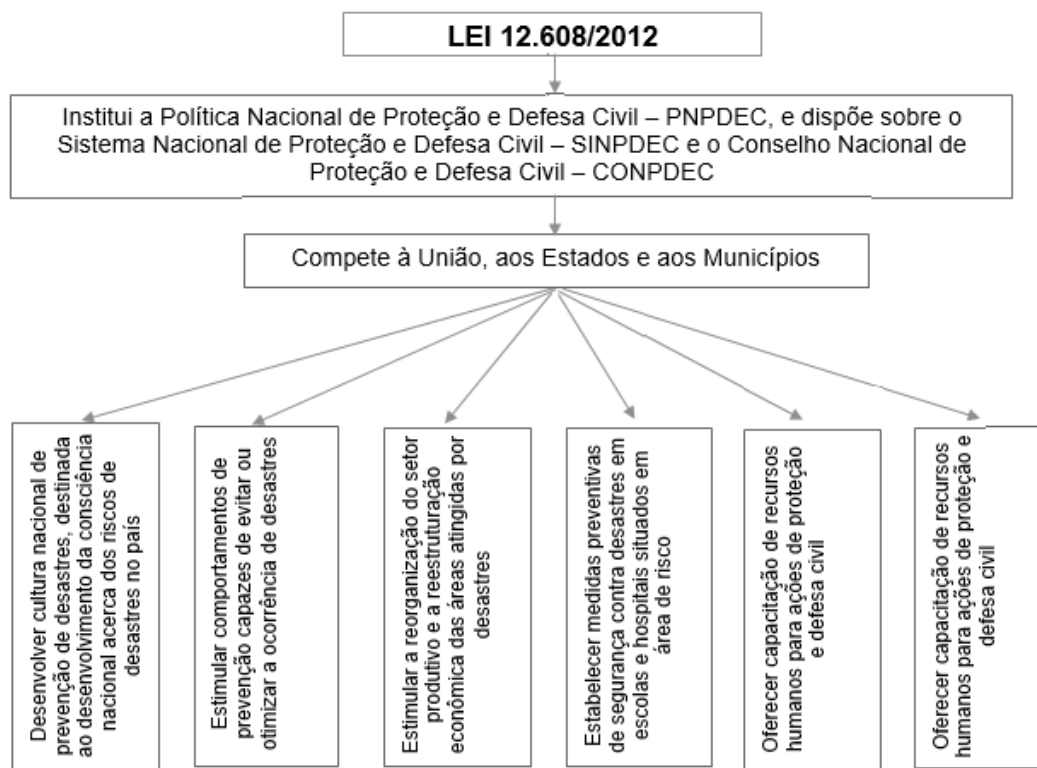 LEI 12.608/2012
Institui a Política Nacional de Proteção e Defesa Civil – PNPDEC, e dispõe sobre o
Sistema Nacional de Proteção e Defesa Civil – SINPDEC e o Conselho Nacional de
Proteção e Defesa Civil – CONPDEC
Compete à União, aos Estados e aos Municípios
Desenvolver cultura nacional de
prevenção de desastres, destinada
ao desenvolvimento da consciência
nacional acerca dos riscos de
desastres no país
Estimular comportamentos de
prevenção capazes de evitar ou
otimizar a ocorrência de desastres
Estimular a reorganização do setor
produtivo e a reestruturação
econômica das áreas atingidas por
desastres
Estabelecer medidas preventivas
de segurança contra desastres em
escolas e hospitais situados em
área de risco
Oferecer capacitação de recursos
humanos para ações de proteção
e defesa civil
Oferecer capacitação de recursos
humanos para ações de proteção e
defesa civil